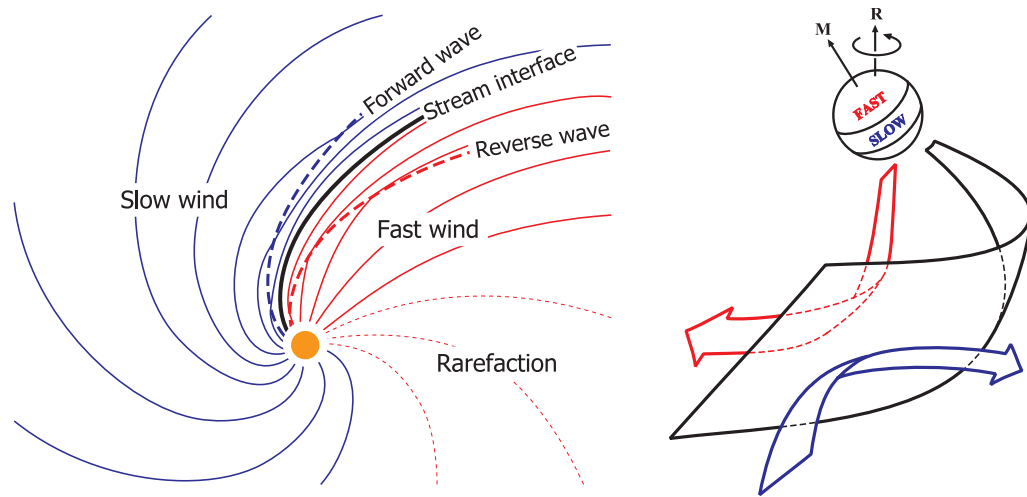 Forward wave
Stream interface
Reverse wave
Slow wind
Fast wind
Rarefaction
M
R
FAST
SLOW